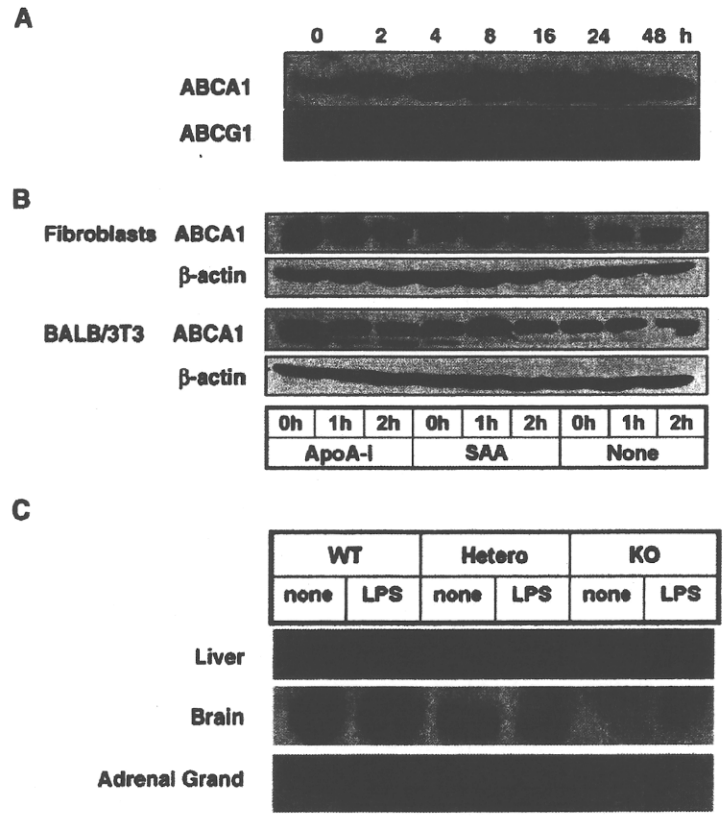 A
0 2 4 8 16 24 48 h
ABCA1
ABCG1
B
Fibroblasts ABCA1
β-actin
BALB/3T3 ABCA1
β-actin
0h 1h 2h 0h 1h 2h 0h 1h 2h
ApoA-I SAA None
C
WT Hetero KO
none LPS none LPS none LPS
Liver
Brain
Adrenal Grand